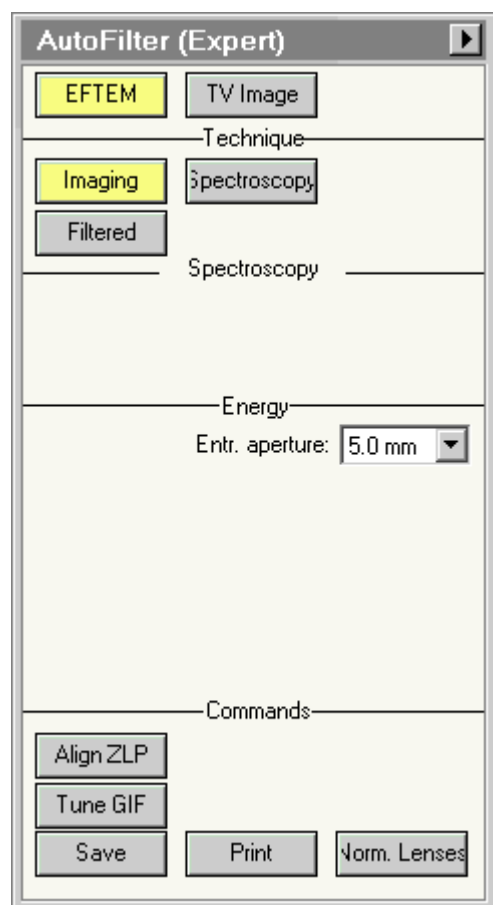 AutoFilter (Expert)
EFTEM TV Image
Technique
Imaging Spectroscopy
Filtered
Spectroscopy
Energy
Entr. aperture: 5.0 mm
Commands
Align ZLP
Tune GIF
Save Print Norm. Lenses